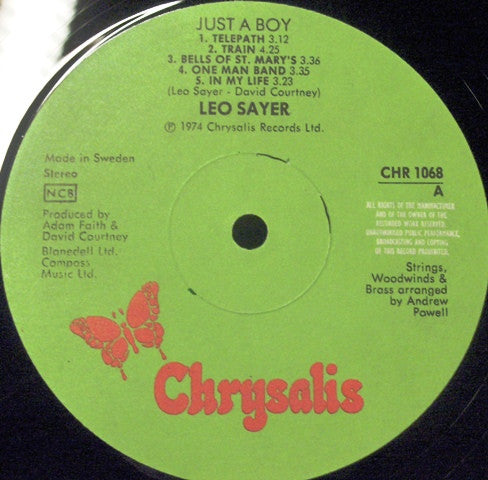 JUST A BOY
1. TELEPATH 3.12
2. TRAIN 4.25
3. BELLS OF ST. MARY'S 3.36
4. ONE MAN BAND 3.35
5. IN MY LIFE 3.23
(Leo Sayer - David Courtney)
LEO SAYER
Ⓟ 1974 Chrysalis Records Ltd.
Made in Sweden
Stereo
NCB
Produced by
Adam Faith &
David Courtney
Blanedell Ltd.
Compass
Music Ltd.
CHR 1068
A
ALL RIGHTS OF THE MANUFACTURER
AND OF THE OWNER OF THE
RECORDED WORK RESERVED.
UNAUTHORISED PUBLIC PERFORMANCE,
BROADCASTING AND COPYING
OF THIS RECORD PROHIBITED.
Strings,
Woodwinds &
Brass arranged
by Andrew
Powell
Chrysalis